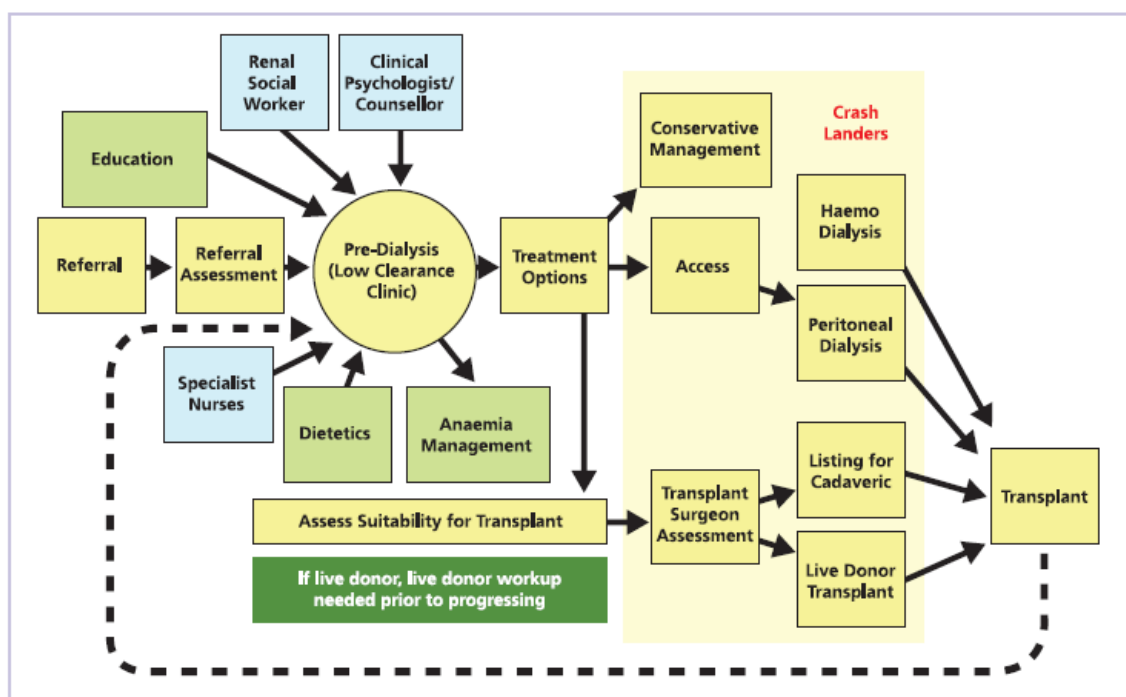 Renal
Social
Worker
Clinical
Psychologist/
Counsellor
Education
Referral
Referral
Assessment
Pre-Dialysis
(Low Clearance
Clinic)
Treatment
Options
Conservative
Management
Crash
Landers
Access
Haemo
Dialysis
Peritoneal
Dialysis
Specialist
Nurses
Dietetics
Anaemia
Management
Assess Suitability for Transplant
If live donor, live donor workup
needed prior to progressing
Transplant
Surgeon
Assessment
Listing for
Cadaveric
Live Donor
Transplant
Transplant